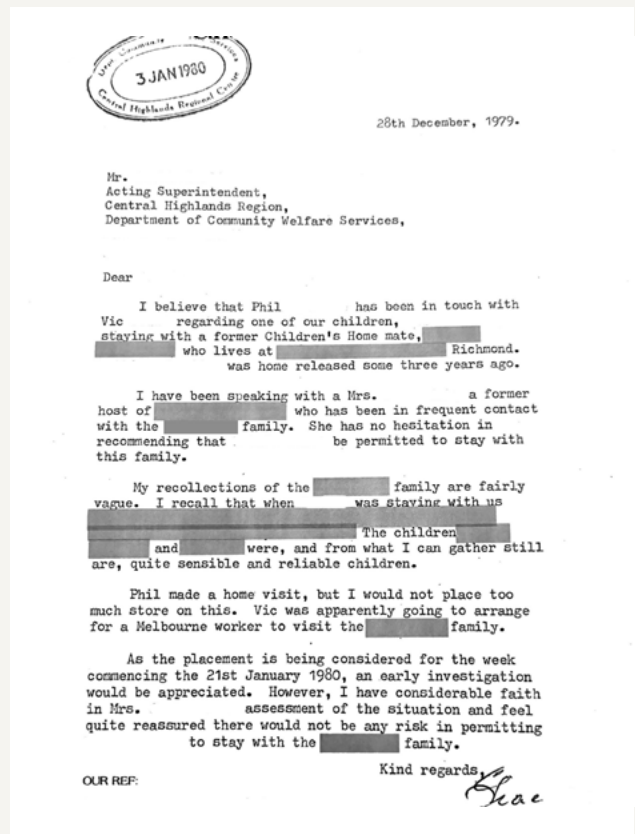 Dept. Community Services
3 JAN 1980
Central Highlands Regional Centre
28th December, 1979.
Mr.
Acting Superintendent,
Central Highlands Region,
Department of Community Welfare Services,
Dear
I believe that Phil has been in touch with
Vic regarding one of our children,
staying with a former Children's Home mate,
who lives at Richmond.
was home released some three years ago.
I have been speaking with a Mrs. a former
host of who has been in frequent contact
with the family. She has no hesitation in
recommending that be permitted to stay with
this family.
My recollections of the family are fairly
vague. I recall that when was staying with us
The children
and were, and from what I can gather still
are, quite sensible and reliable children.
Phil made a home visit, but I would not place too
much store on this. Vic was apparently going to arrange
for a Melbourne worker to visit the family.
As the placement is being considered for the week
commencing the 21st January 1980, an early investigation
would be appreciated. However, I have considerable faith
in Mrs. assessment of the situation and feel
quite reassured there would not be any risk in permitting
to stay with the family.
Kind regards,
OUR REF: